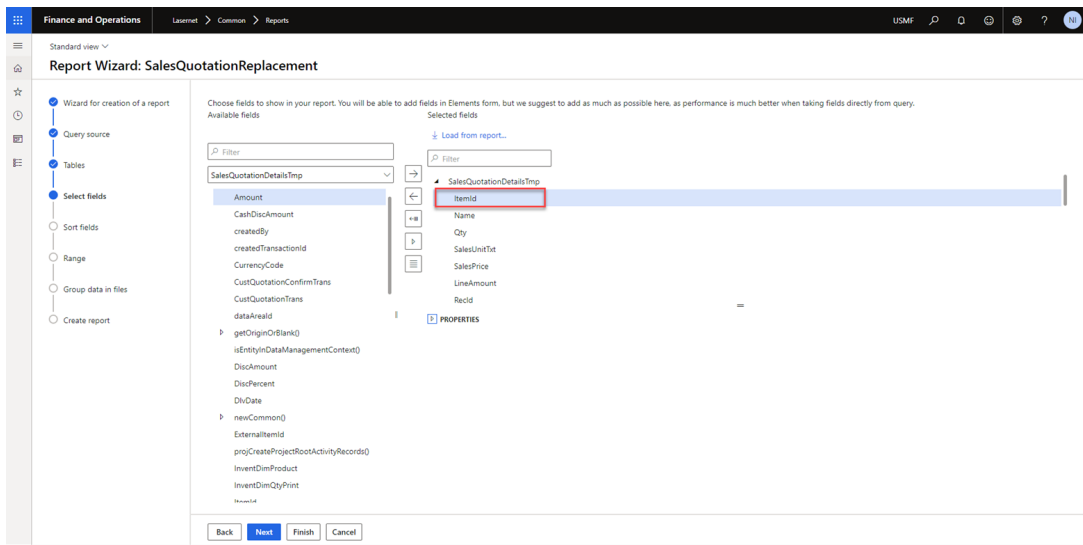 Finance and Operations
Lasernet > Common > Reports
USMF
?
NI
Standard view
Report Wizard: SalesQuotationReplacement
Wizard for creation of a report
Query source
Tables
Select fields
Sort fields
Range
Group data in files
Create report
Choose fields to show in your report. You will be able to add fields in Elements form, but we suggest to add as much as possible here, as performance is much better when taking fields directly from query.
Available fields
Filter
SalesQuotationDetailsTmp
Amount
CashDiscAmount
createdBy
createdTransactionId
CurrencyCode
CustQuotationConfirmTrans
CustQuotationTrans
dataAreaId
getOriginOrBlank()
isEntityInDataManagementContext()
DiscAmount
DiscPercent
DlvDate
newCommon()
ExternalItemId
projCreateProjectRootActivityRecords()
InventDimProduct
InventDimQtyPrint
ItemId
Selected fields
Load from report...
Filter
SalesQuotationDetailsTmp
ItemId
Name
Qty
SalesUnitTxt
SalesPrice
LineAmount
RecId
PROPERTIES
Back Next Finish Cancel